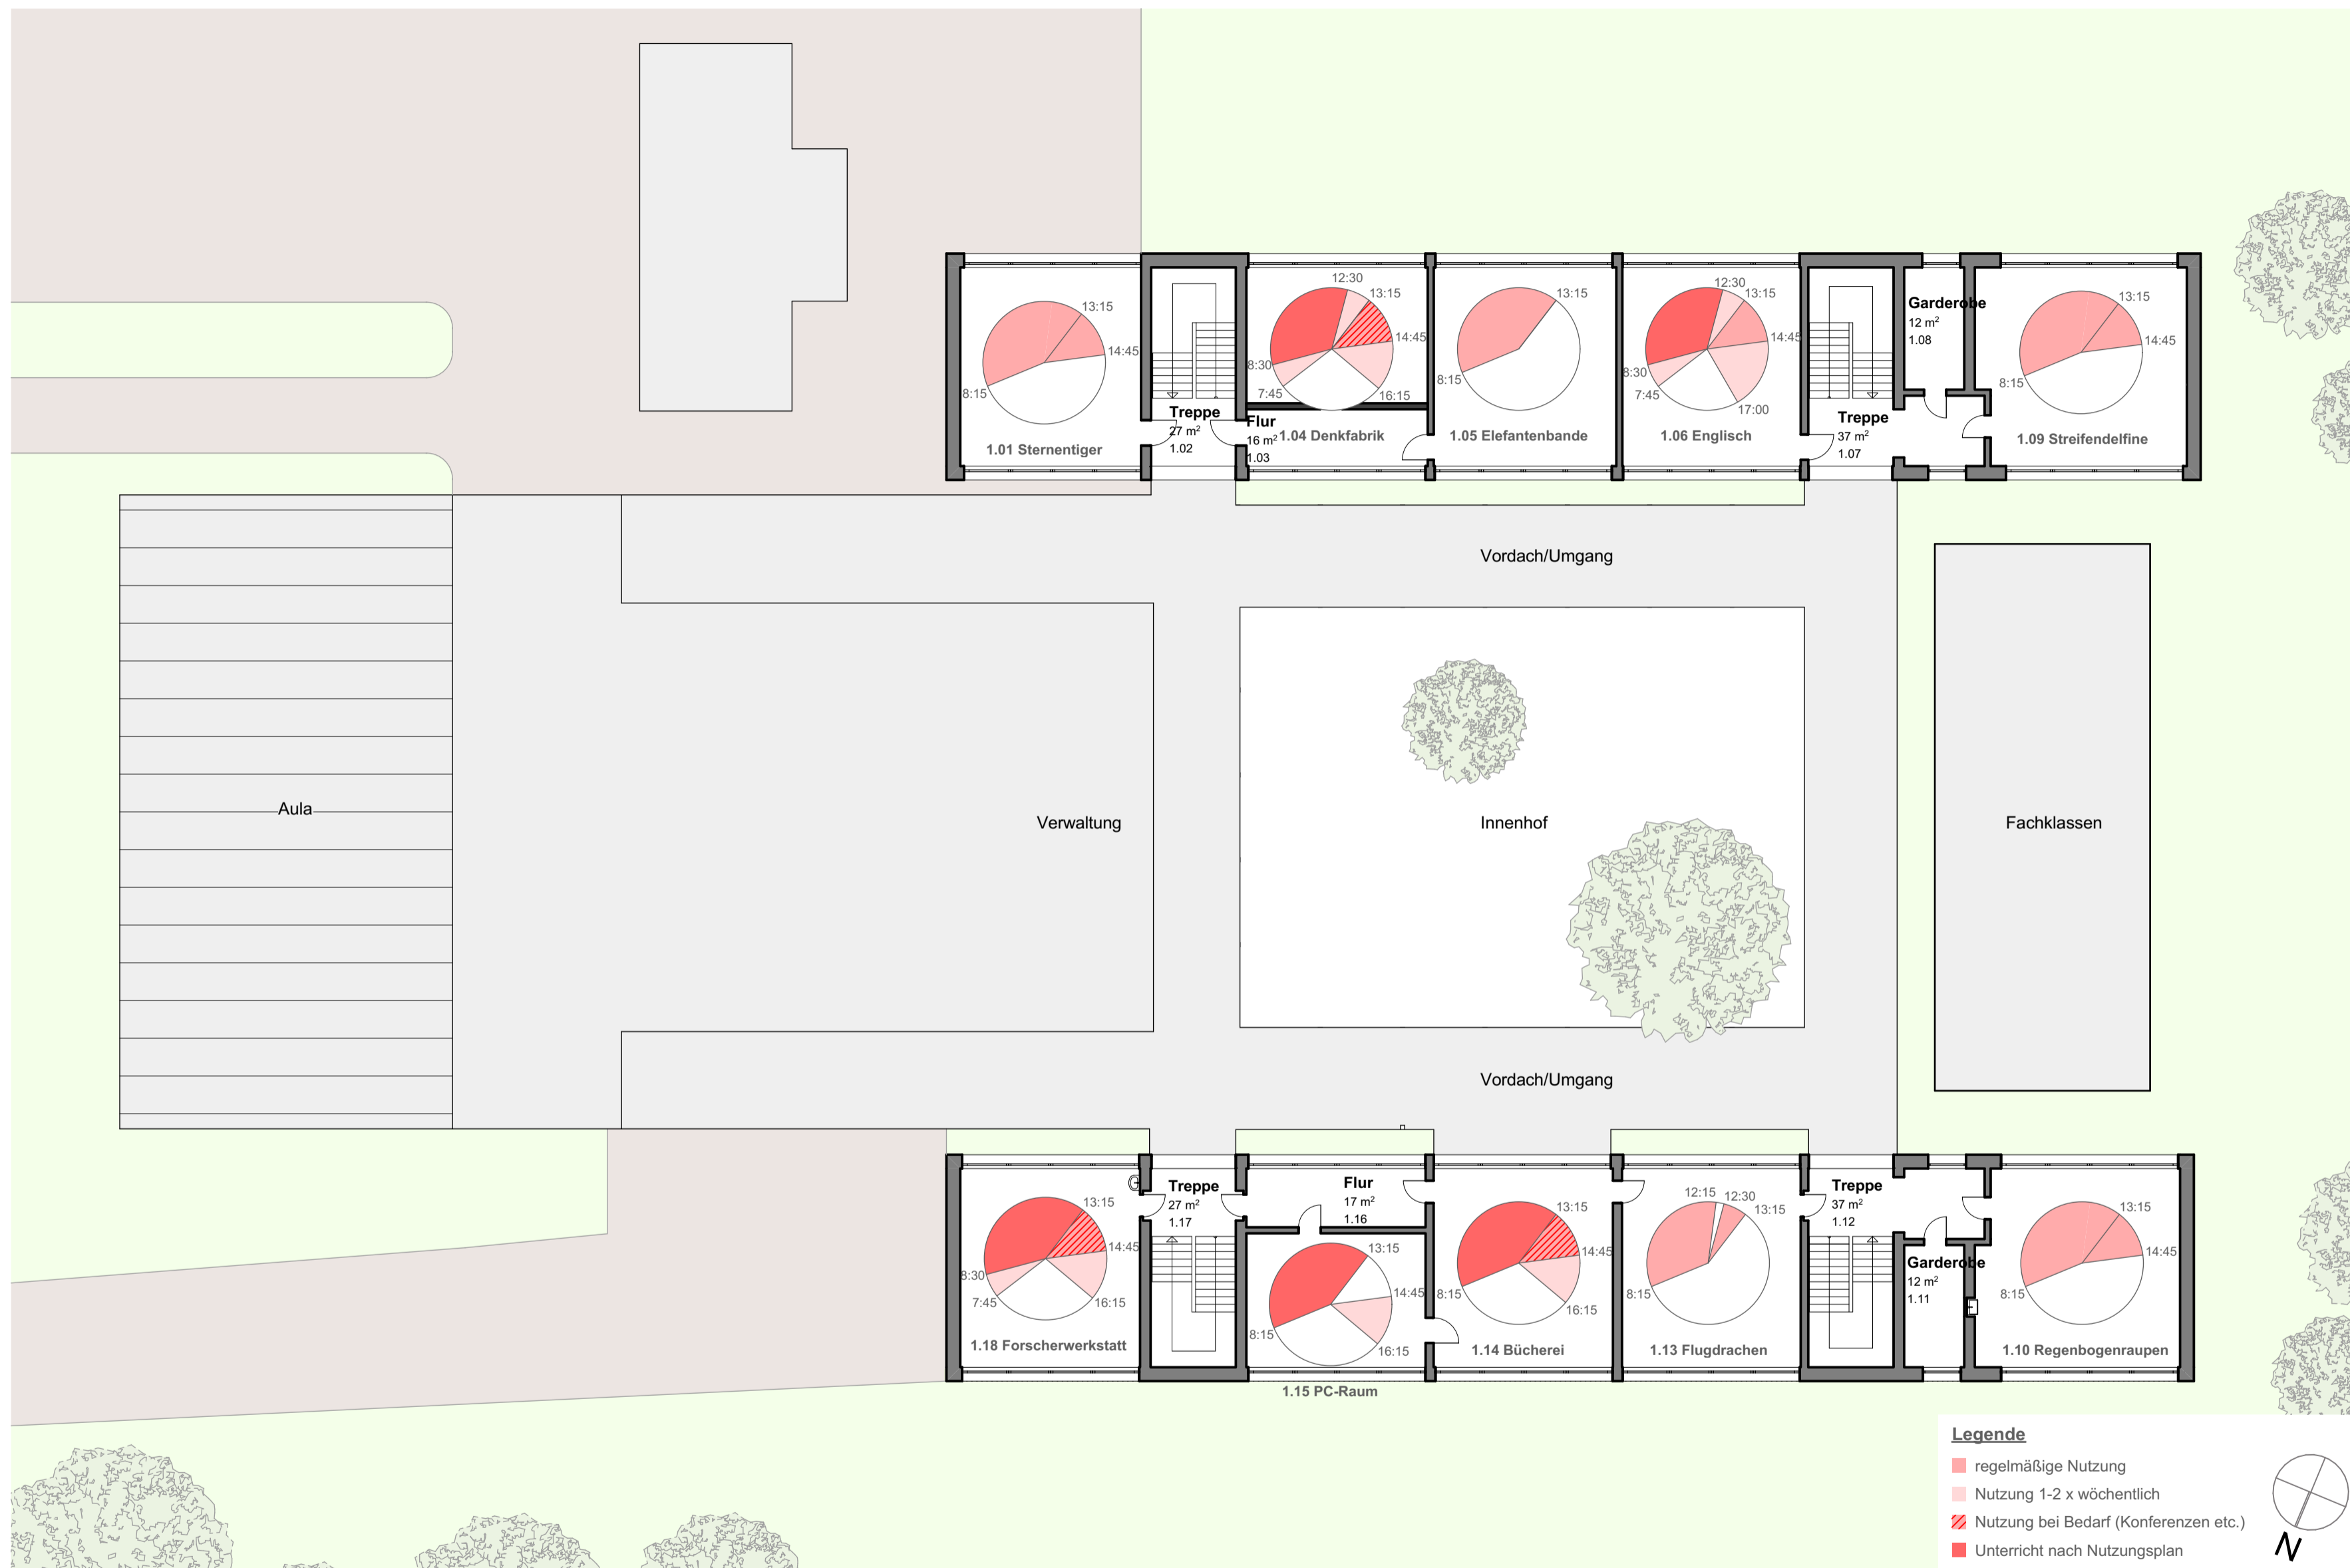 13:15
14:45
8:15
1.01 Sternentiger
Treppe
27 m²
1.02
Flur
16 m²
1.03
12:30
13:15
14:45
8:30
7:45
16:15
1.04 Denkfabrik
13:15
8:15
1.05 Elefantenbande
12:30
13:15
14:45
8:30
7:45
17:00
1.06 Englisch
Treppe
37 m²
1.07
Garderobe
12 m²
1.08
13:15
14:45
8:15
1.09 Streifendelfine
Vordach/Umgang
Aula
Verwaltung
Innenhof
Fachklassen
Vordach/Umgang
13:15
14:45
8:30
7:45
16:15
1.18 Forscherwerkstatt
Treppe
27 m²
1.17
Flur
17 m²
1.16
13:15
14:45
8:15
16:15
1.15 PC-Raum
13:15
14:45
8:15
16:15
1.14 Bücherei
12:15
12:30
13:15
8:15
1.13 Flugdrachen
Treppe
37 m²
1.12
Garderobe
12 m²
1.11
13:15
14:45
8:15
1.10 Regenbogenraupen
Legende
regelmäßige Nutzung
Nutzung 1-2 x wöchentlich
Nutzung bei Bedarf (Konferenzen etc.)
Unterricht nach Nutzungsplan
N